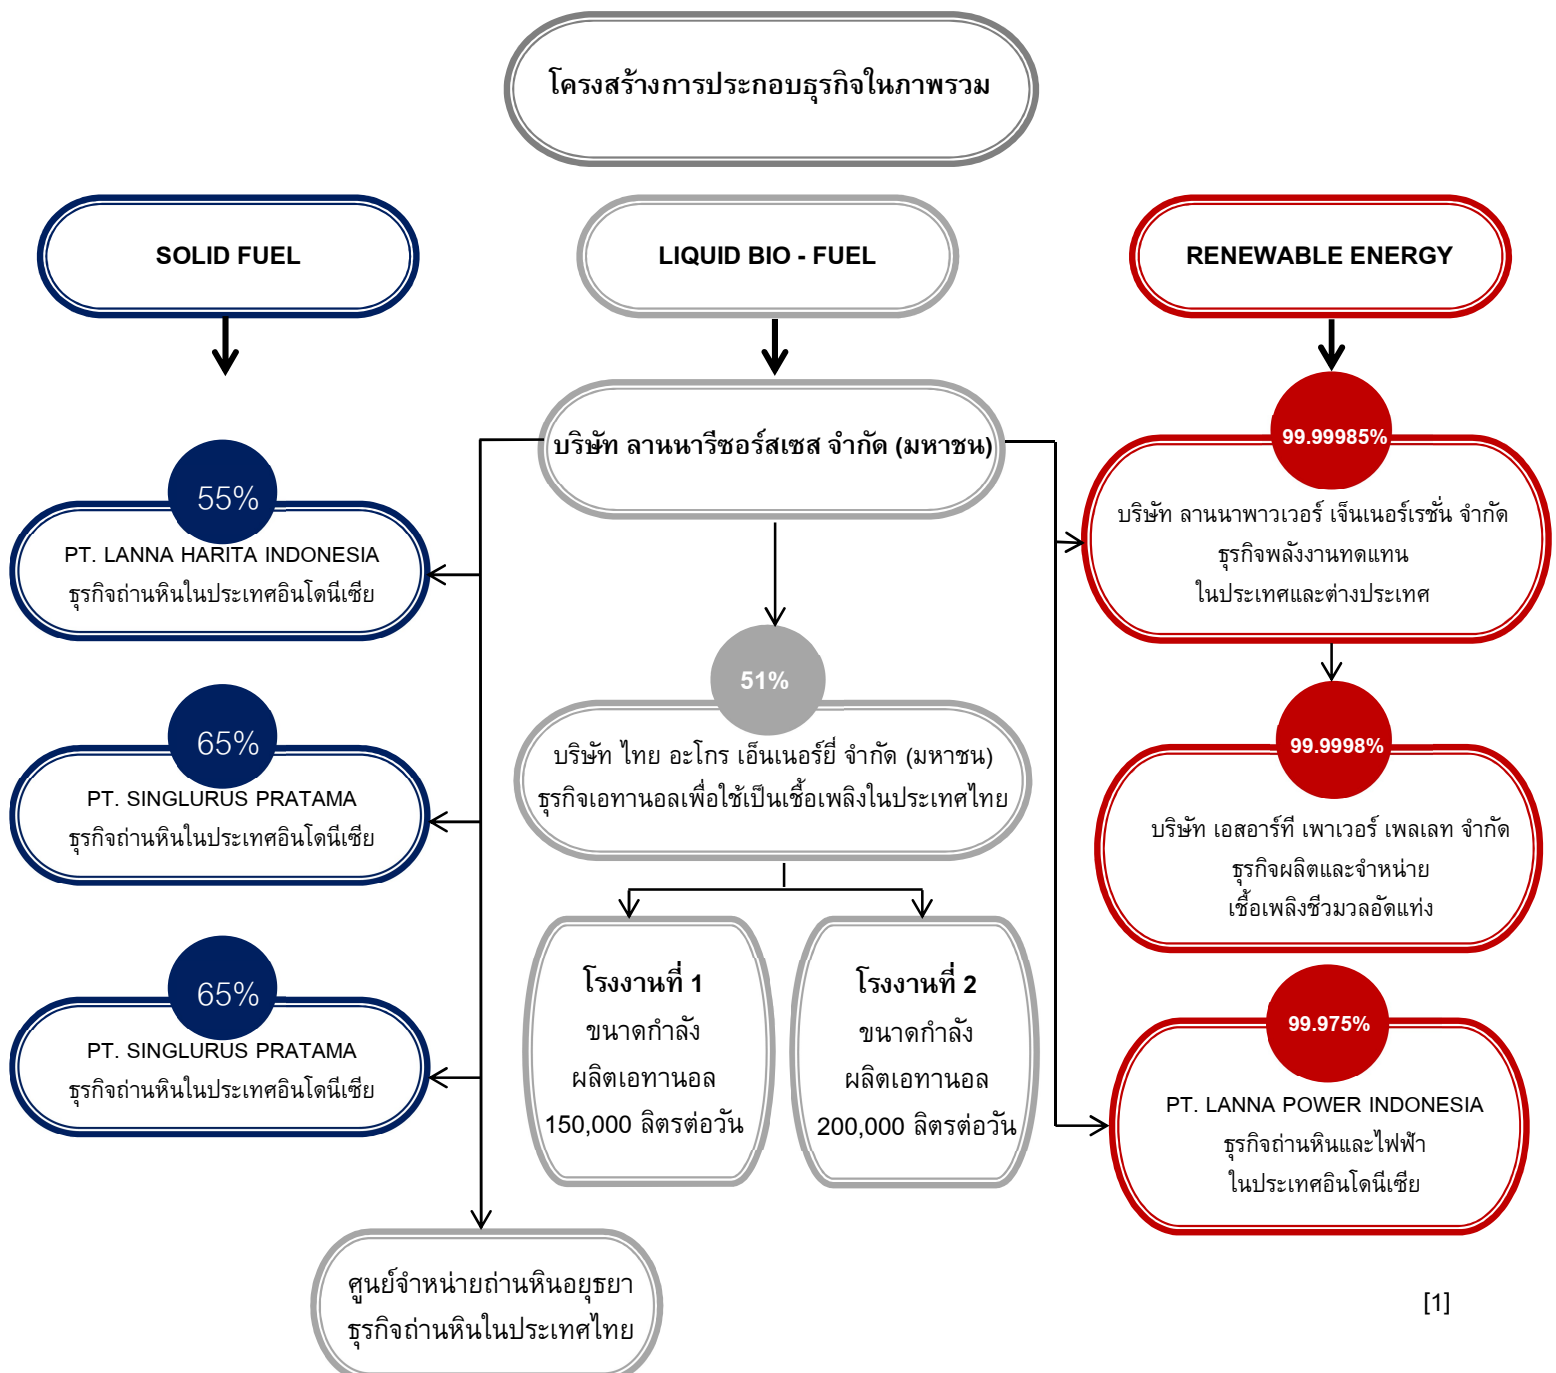 โครงสร้างการประกอบธุรกิจในภาพรวม
SOLID FUEL
LIQUID BIO - FUEL
RENEWABLE ENERGY
บริษัท ลานนารีซอร์สเซส จำกัด (มหาชน)
55%
PT. LANNA HARITA INDONESIA
ธุรกิจถ่านหินในประเทศอินโดนีเซีย
65%
PT. SINGLURUS PRATAMA
ธุรกิจถ่านหินในประเทศอินโดนีเซีย
65%
PT. SINGLURUS PRATAMA
ธุรกิจถ่านหินในประเทศอินโดนีเซีย
ศูนย์จำหน่ายถ่านหินอยุธยา
ธุรกิจถ่านหินในประเทศไทย
51%
บริษัท ไทย อะโกร เอ็นเนอร์ยี่ จำกัด (มหาชน)
ธุรกิจเอทานอลเพื่อใช้เป็นเชื้อเพลิงในประเทศไทย
โรงงานที่ 1
ขนาดกำลัง
ผลิตเอทานอล
150,000 ลิตรต่อวัน
โรงงานที่ 2
ขนาดกำลัง
ผลิตเอทานอล
200,000 ลิตรต่อวัน
99.99985%
บริษัท ลานนาพาวเวอร์ เจ็นเนอร์เรชั่น จำกัด
ธุรกิจพลังงานทดแทน
ในประเทศและต่างประเทศ
99.9998%
บริษัท เอสอาร์ที เพาเวอร์ เพลเลท จำกัด
ธุรกิจผลิตและจำหน่าย
เชื้อเพลิงชีวมวลอัดแท่ง
99.975%
PT. LANNA POWER INDONESIA
ธุรกิจถ่านหินและไฟฟ้า
ในประเทศอินโดนีเซีย
[1]